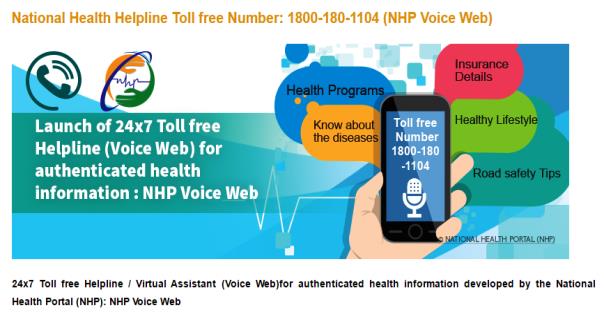 National Health Helpline Toll free Number: 1800-180-1104 (NHP Voice Web)
nhp
Launch of 24x7 Toll free
Helpline (Voice Web) for
authenticated health
information : NHP Voice Web
Health Programs
Know about
the diseases
Toll free
Number
1800-180
-1104
Insurance
Details
Healthy Lifestyle
Road safety Tips
© NATIONAL HEALTH PORTAL (NHP)
24x7 Toll free Helpline / Virtual Assistant (Voice Web)for authenticated health information developed by the National
Health Portal (NHP): NHP Voice Web